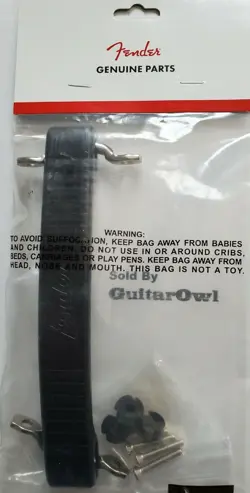 Fender
GENUINE PARTS
WARNING:
TO AVOID SUFFOCATION, KEEP BAG AWAY FROM BABIES
AND CHILDREN. DO NOT USE IN OR AROUND CRIBS,
BEDS, CARRIAGES OR PLAY PENS. KEEP BAG AWAY FROM
HEAD, NOSE AND MOUTH. THIS BAG IS NOT A TOY.
Sold By
GuitarOwl
Fender